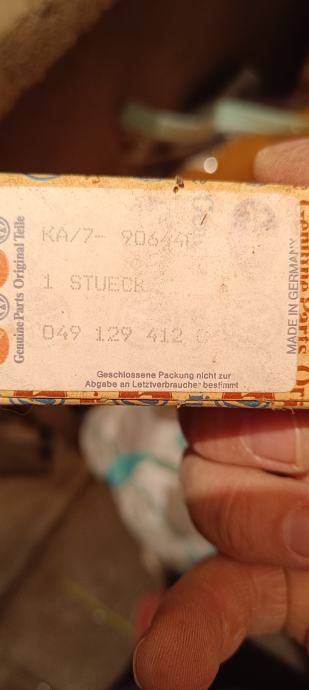 Genuine Parts Original Teile
KA/7- 90644
1 STUECK
049 129 412
Geschlossene Packung nicht zur
Abgabe an Letztverbraucher bestimmt
MADE IN GERMANY